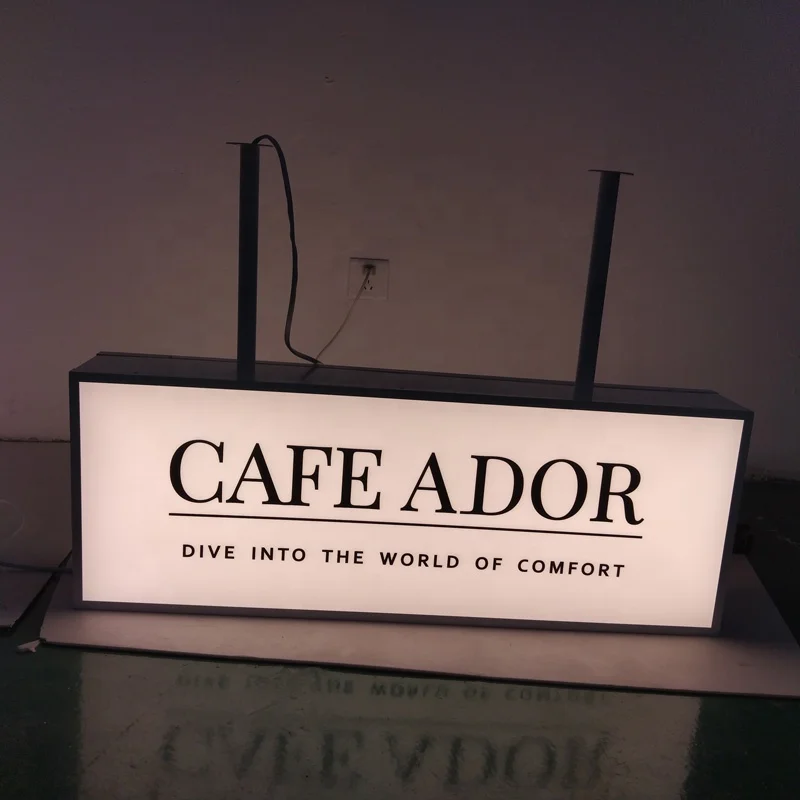 CAFE ADOR
DIVE INTO THE WORLD OF COMFORT